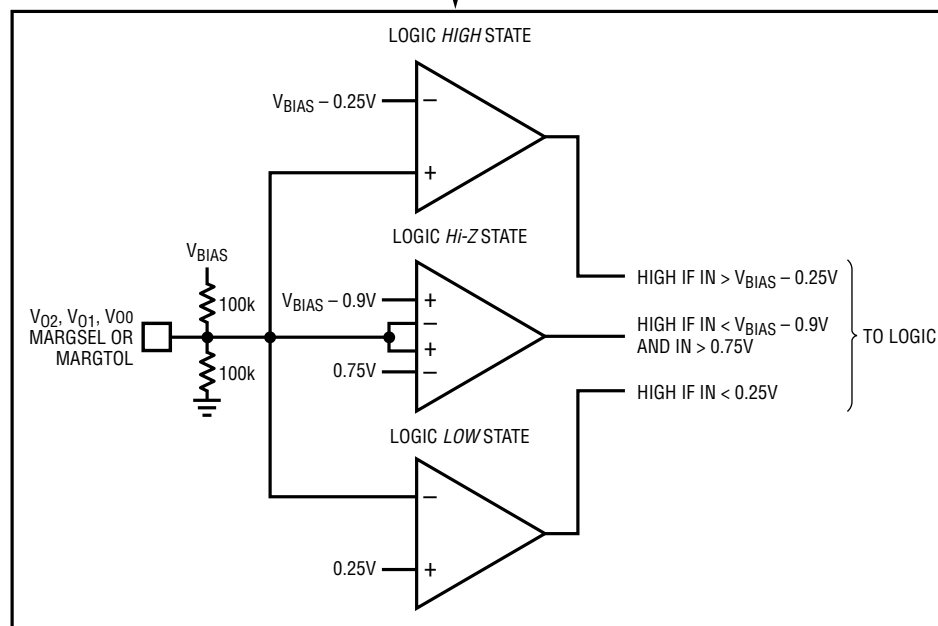 LOGIC HIGH STATE
VBIAS – 0.25V
–
+
LOGIC Hi-Z STATE
VBIAS
100k
VO2, VO1, VOO
MARGSEL OR
MARGTOL
100k
VBIAS – 0.9V
+
–
+
0.75V
–
HIGH IF IN > VBIAS – 0.25V
HIGH IF IN < VBIAS – 0.9V
AND IN > 0.75V
HIGH IF IN < 0.25V
TO LOGIC
LOGIC LOW STATE
–
0.25V
+